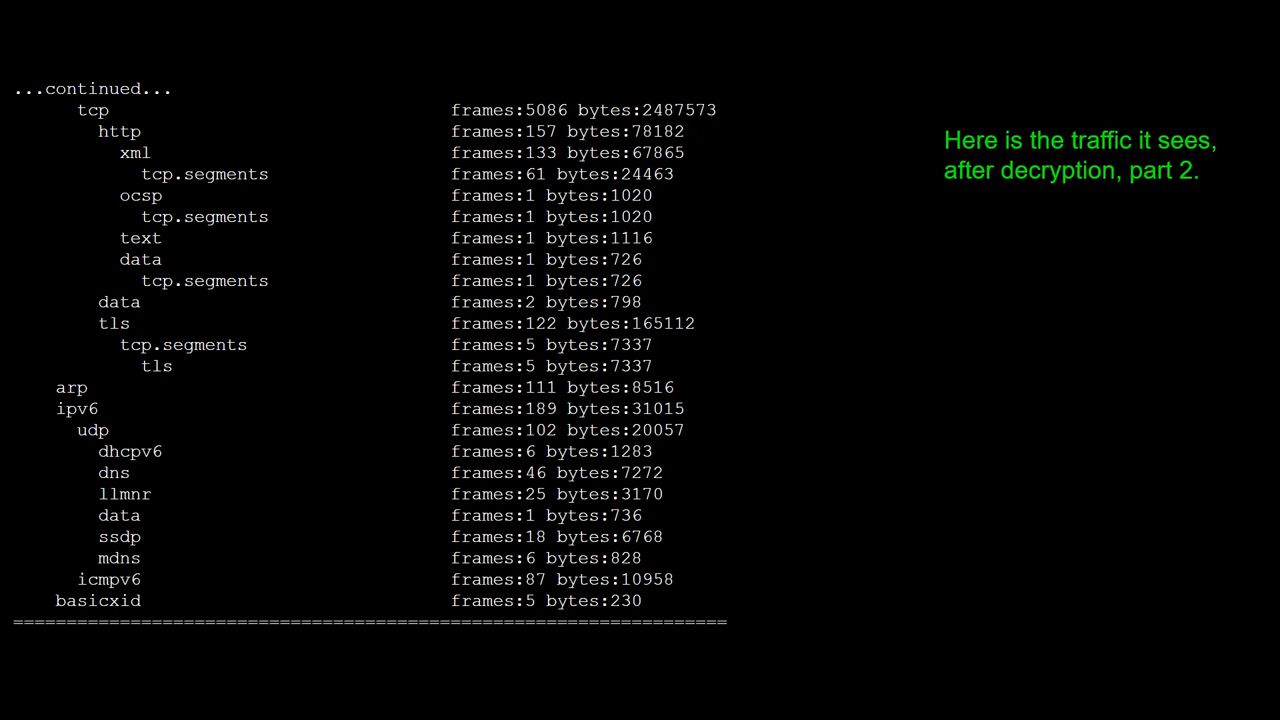 ...continued...
tcp frames:5086 bytes:2487573
http frames:157 bytes:78182
xml frames:133 bytes:67865
tcp.segments frames:61 bytes:24463
ocsp frames:1 bytes:1020
tcp.segments frames:1 bytes:1020
text frames:1 bytes:1116
data frames:1 bytes:726
tcp.segments frames:1 bytes:726
data frames:2 bytes:798
tls frames:122 bytes:165112
tcp.segments frames:5 bytes:7337
tls frames:5 bytes:7337
arp frames:111 bytes:8516
ipv6 frames:189 bytes:31015
udp frames:102 bytes:20057
dhcpv6 frames:6 bytes:1283
dns frames:46 bytes:7272
llmnr frames:25 bytes:3170
data frames:1 bytes:736
ssdp frames:18 bytes:6768
mdns frames:6 bytes:828
icmpv6 frames:87 bytes:10958
basicxid frames:5 bytes:230
====================================================================
Here is the traffic it sees,
after decryption, part 2.